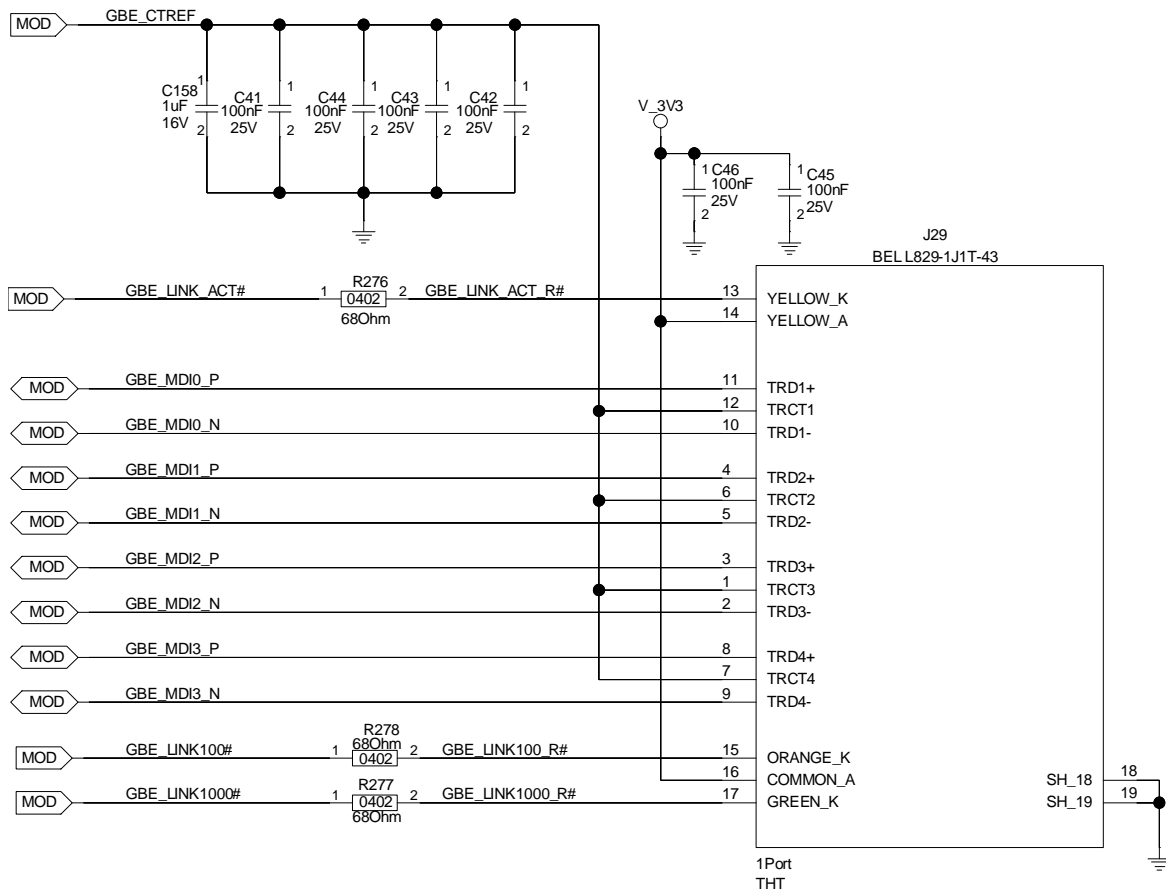 MOD GBE_CTREF
1 1 1 1 1
C158 C41 C44 C43 C42
1uF 100nF 100nF 100nF 100nF
16V 25V 25V 25V 25V
2 2 2 2 2
V_3V3
1 C46 1 C45
100nF 100nF
25V 25V
2 2
J29
BEL L829-1J1T-43
MOD GBE_LINK_ACT# 1 R276 0402 2 GBE_LINK_ACT_R# 13 YELLOW_K
68Ohm
14 YELLOW_A
MOD GBE_MDI0_P 11 TRD1+
12 TRCT1
MOD GBE_MDI0_N 10 TRD1-
MOD GBE_MDI1_P 4 TRD2+
6 TRCT2
MOD GBE_MDI1_N 5 TRD2-
MOD GBE_MDI2_P 3 TRD3+
1 TRCT3
MOD GBE_MDI2_N 2 TRD3-
MOD GBE_MDI3_P 8 TRD4+
7 TRCT4
MOD GBE_MDI3_N 9 TRD4-
R278
68Ohm
MOD GBE_LINK100# 1 0402 2 GBE_LINK100_R# 15 ORANGE_K
16 COMMON_A SH_18 18
R277
MOD GBE_LINK1000# 1 0402 2 GBE_LINK1000_R# 17 GREEN_K SH_19 19
68Ohm
1Port
THT